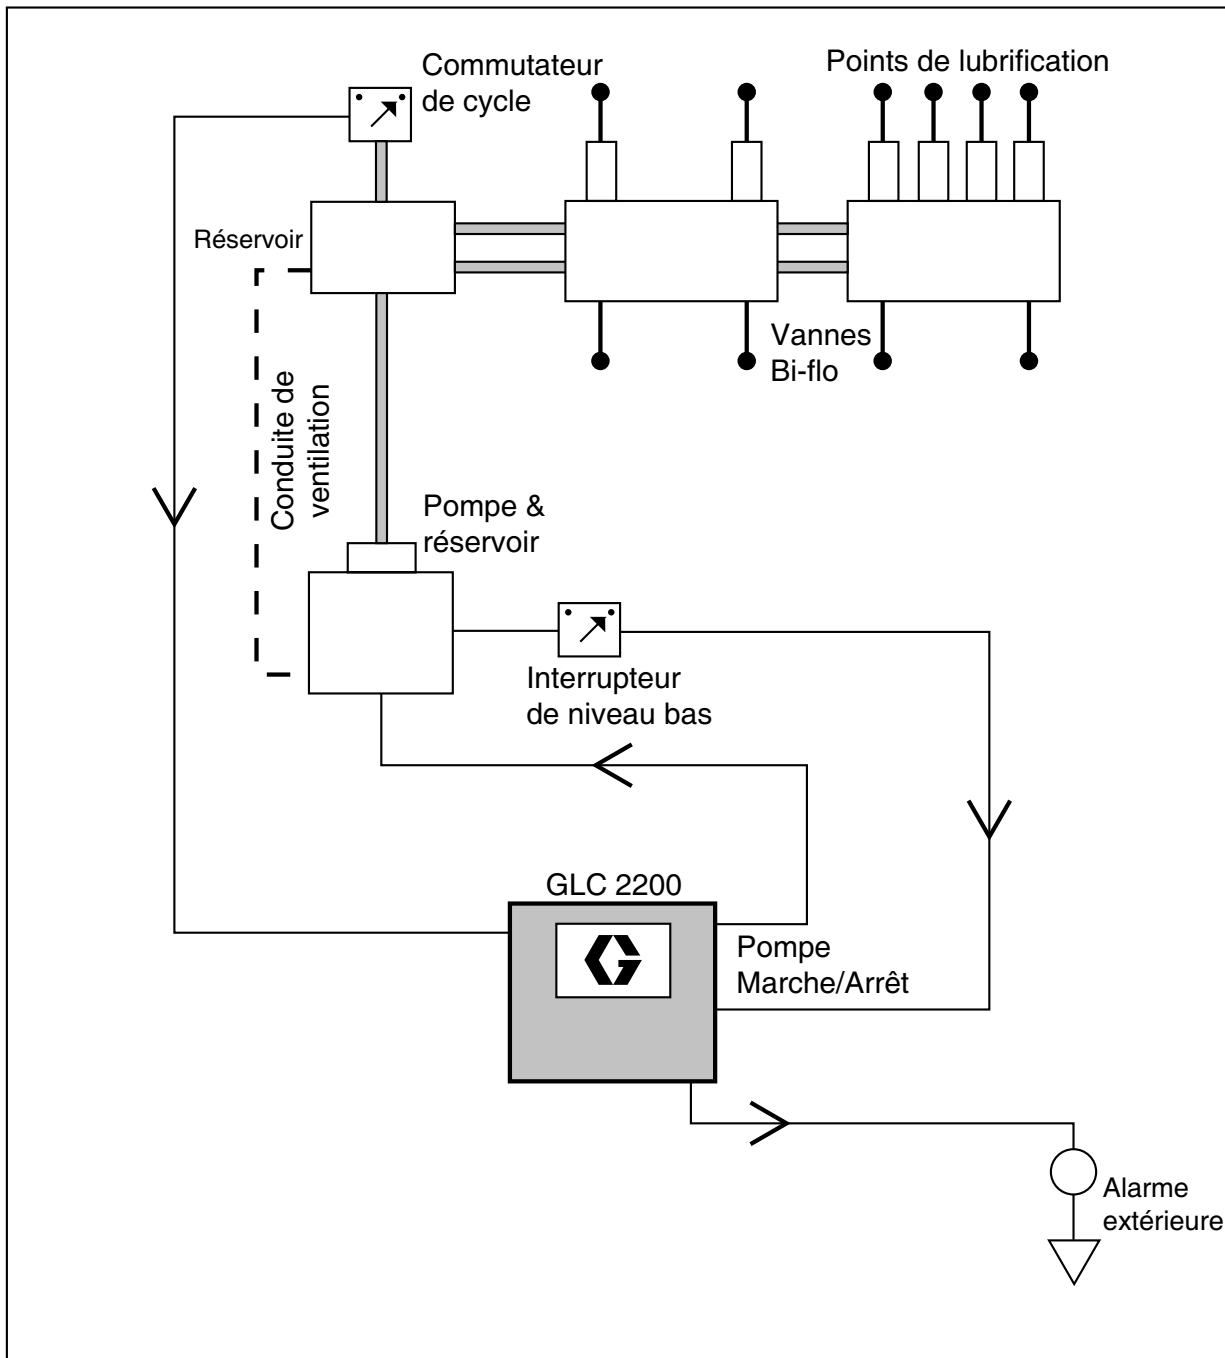 Commutateur
de cycle
Points de lubrification
Réservoir
Vannes
Bi-flo
Conduite de
ventilation
Pompe &
réservoir
Interrupteur
de niveau bas
GLC 2200
G
Pompe
Marche/Arrêt
Alarme
extérieure